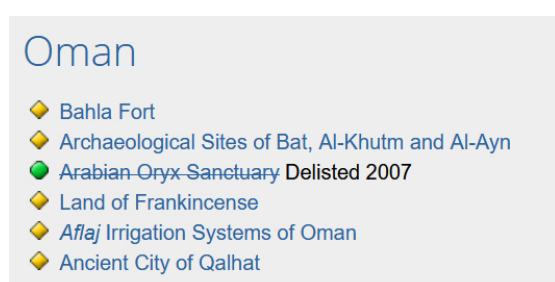 Oman
Bahla Fort
Archaeological Sites of Bat, Al-Khutm and Al-Ayn
Arabian Oryx Sanctuary Delisted 2007
Land of Frankincense
Aflaj Irrigation Systems of Oman
Ancient City of Qalhat